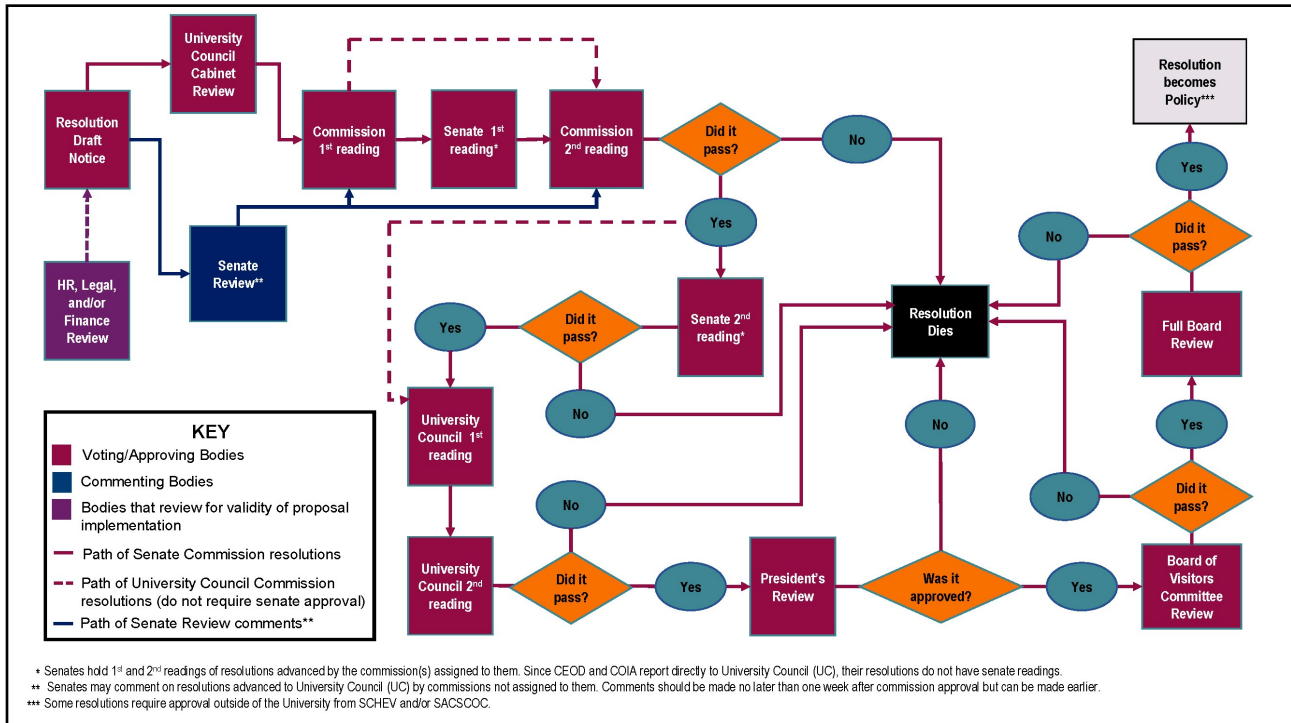 University
Council
Cabinet
Review
Resolution
Draft
Notice
Commission
1st reading
Senate 1st
reading*
Commission
2nd reading
Did it
pass?
No
Resolution
becomes
Policy***
Yes
Did it
pass?
No
Yes
HR, Legal,
and/or
Finance
Review
Senate
Review**
Yes
Did it
pass?
Senate 2nd
reading*
Resolution
Dies
Full Board
Review
No
University
Council 1st
reading
No
Yes
No
Did it
pass?
No
University
Council 2nd
reading
Did it
pass?
Yes
President's
Review
Was it
approved?
Yes
Board of
Visitors
Committee
Review
KEY
Voting/Approving Bodies
Commenting Bodies
Bodies that review for validity of proposal
implementation
Path of Senate Commission resolutions
Path of University Council Commission
resolutions (do not require senate approval)
Path of Senate Review comments**
* Senates hold 1st and 2nd readings of resolutions advanced by the commission(s) assigned to them. Since CEOD and COIA report directly to University Council (UC), their resolutions do not have senate readings.
** Senates may comment on resolutions advanced to University Council (UC) by commissions not assigned to them. Comments should be made no later than one week after commission approval but can be made earlier.
*** Some resolutions require approval outside of the University from SCHEV and/or SACSCOC.